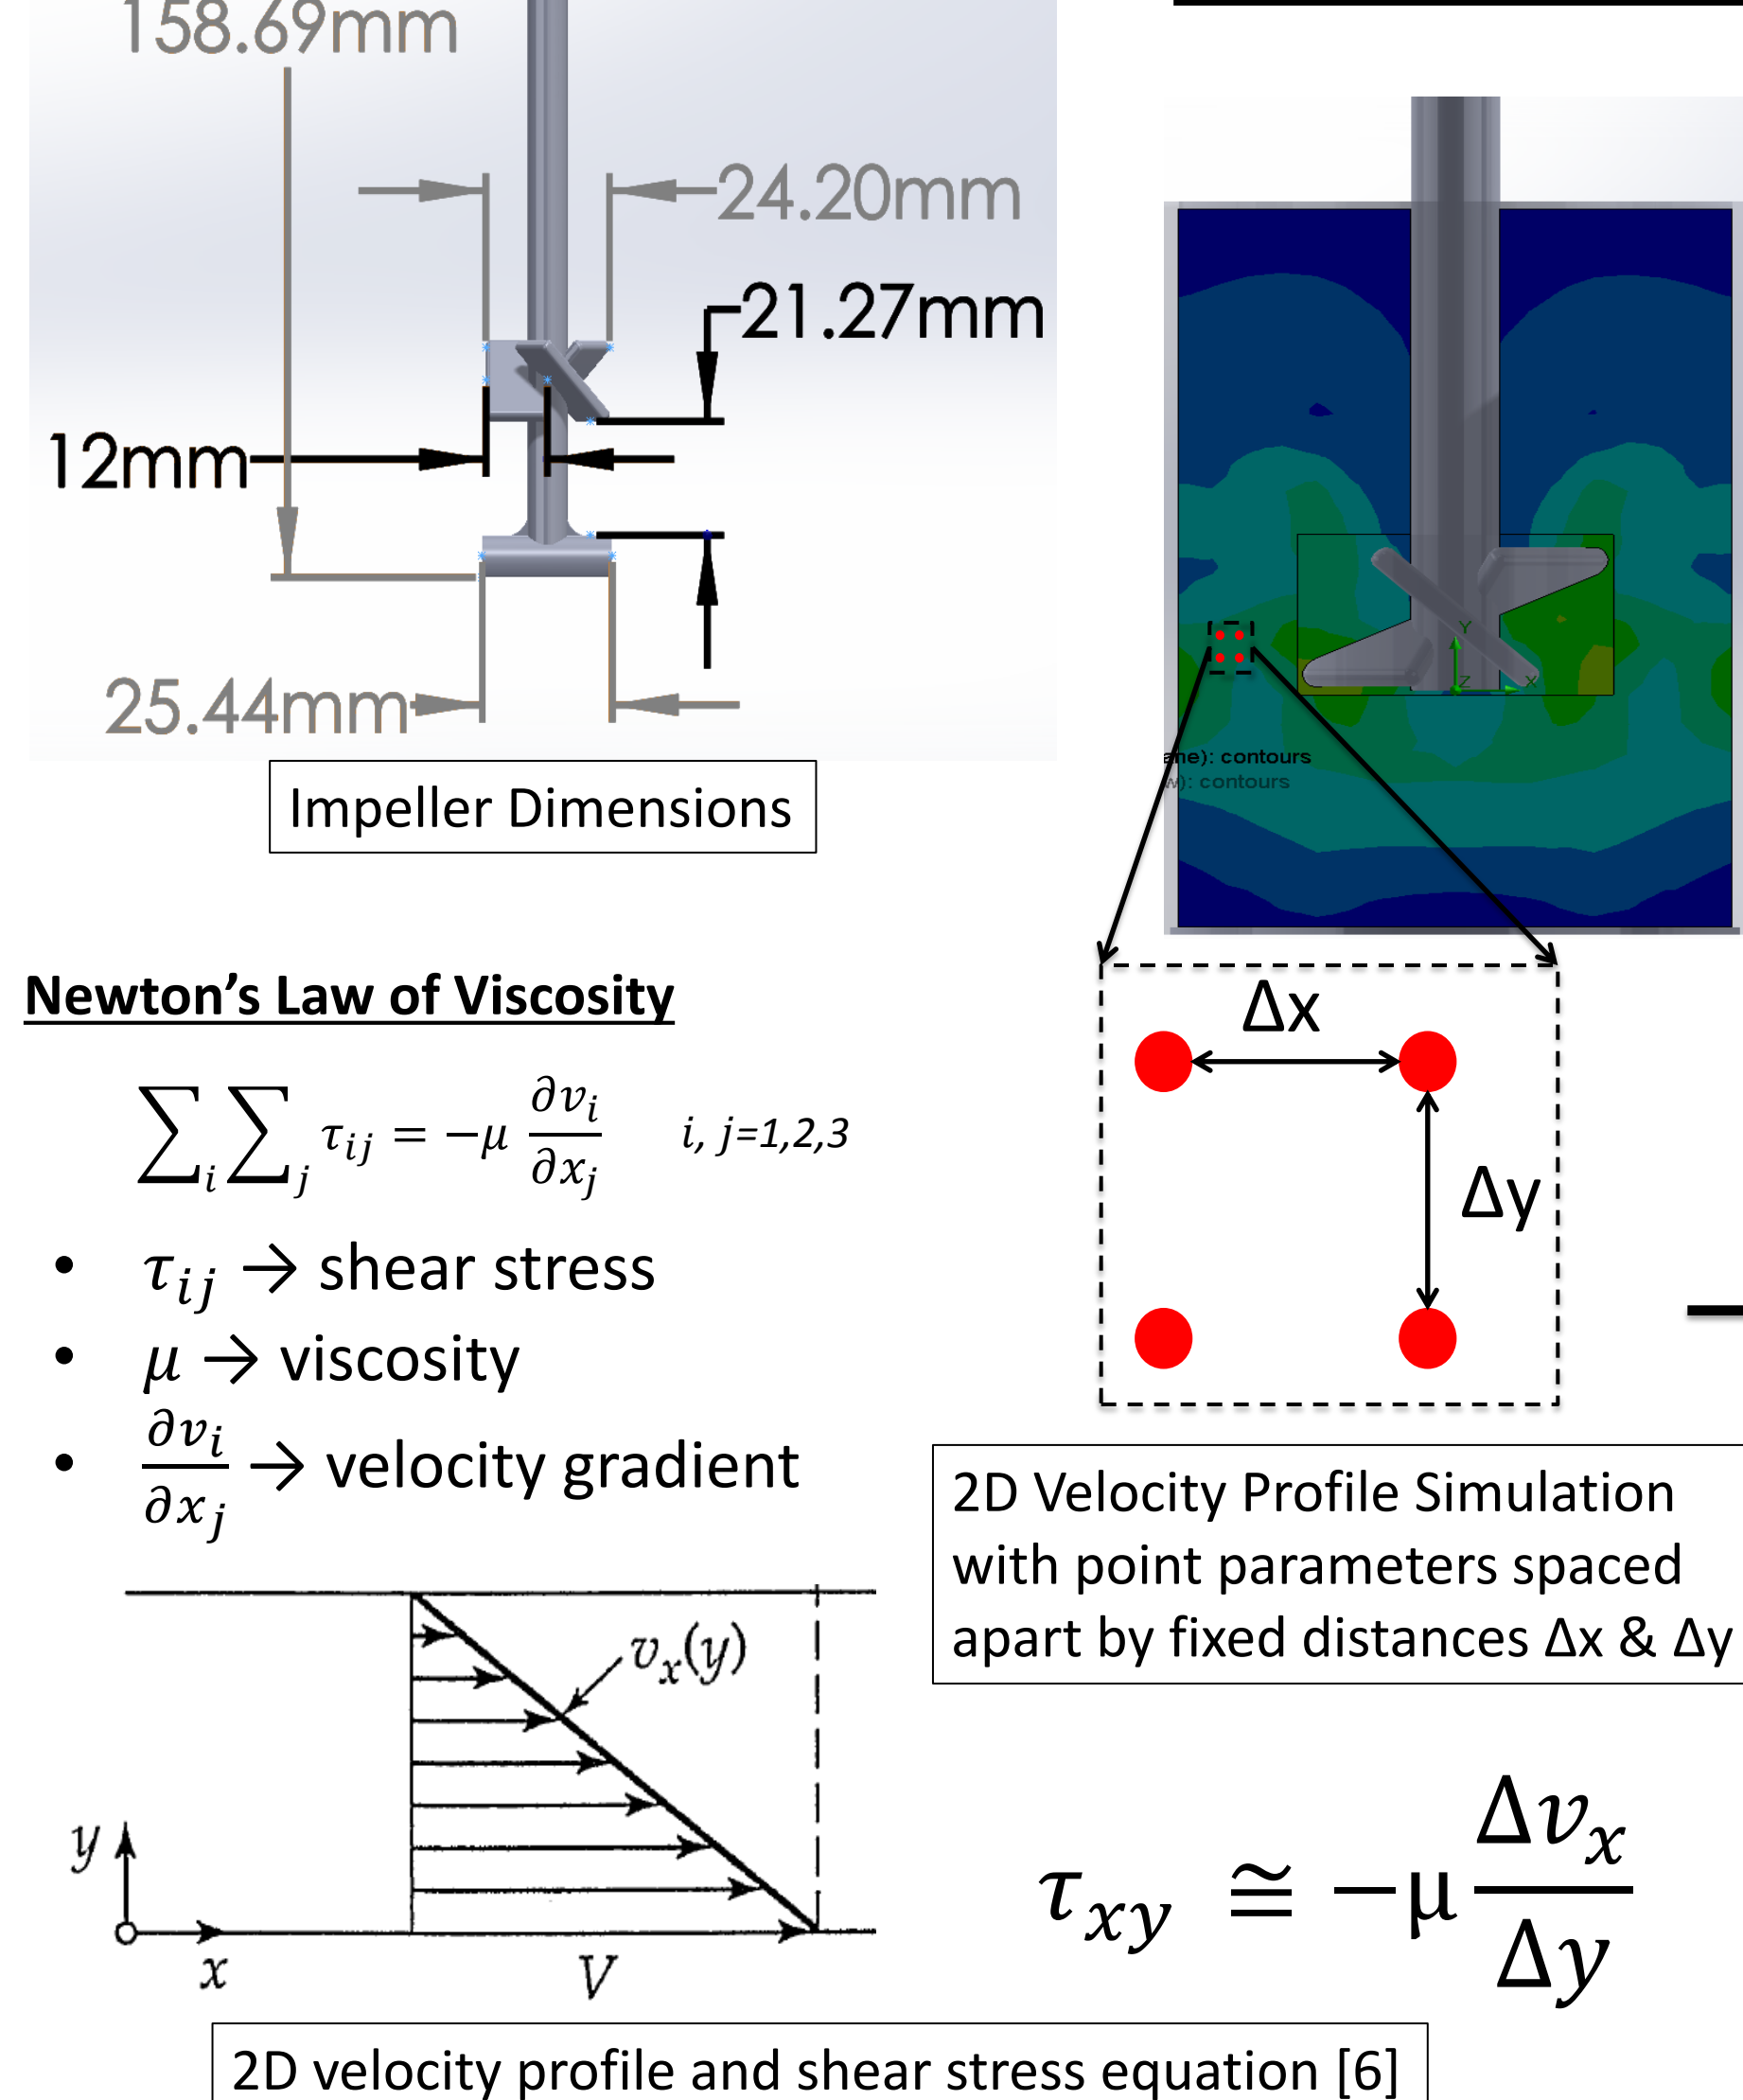 158.69mm
24.20mm
21.27mm
12mm
25.44mm
Impeller Dimensions
Y
Z
X
ane): contours
w): contours
Δx
Δy
2D Velocity Profile Simulation
with point parameters spaced
apart by fixed distances Δx & Δy
Newton’s Law of Viscosity
∑i ∑j τij = −μ ∂vi/∂xj i, j=1,2,3
• τij → shear stress
• μ → viscosity
• ∂vi/∂xj → velocity gradient
vx(y)
y
x
V
τxy ≅ −μ Δvx/Δy
2D velocity profile and shear stress equation [6]